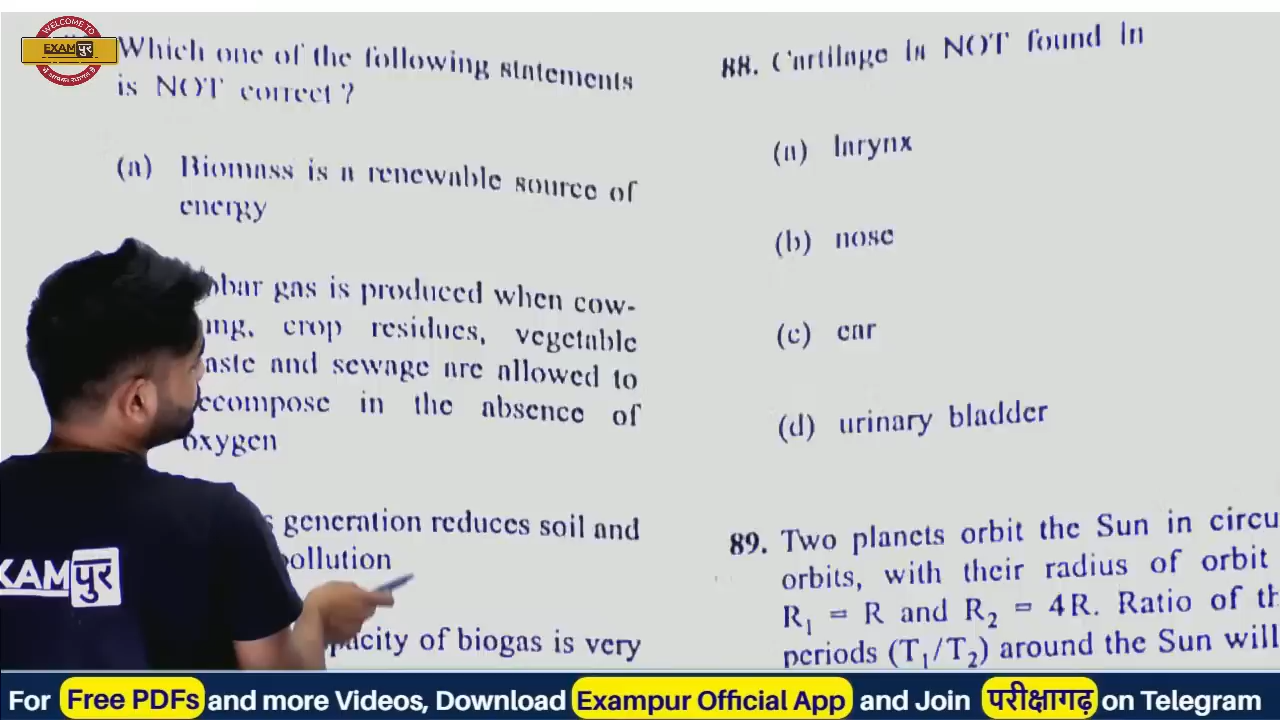 WELCOME TO
EXAMपुर
Which one of the following statements
is NOT correct ?
(a) Biomass is a renewable source of
energy
gas is produced when cow-
crop residues, vegetable
and sewage are allowed to
in the absence of
oxygen
generation reduces soil and
pollution
of biogas is very
88. Cartilage is NOT found in
(a) larynx
(b) nose
(c) ear
(d) urinary bladder
89. Two planets orbit the Sun in
orbits, with their radius of orbit
R₁ = R and R₂ = 4R. Ratio of
periods (T₁/T₂) around the Sun will
EXAMपुर
For Free PDFs and more Videos, Download Exampur Official App and Join परीक्षागढ़ on Telegram